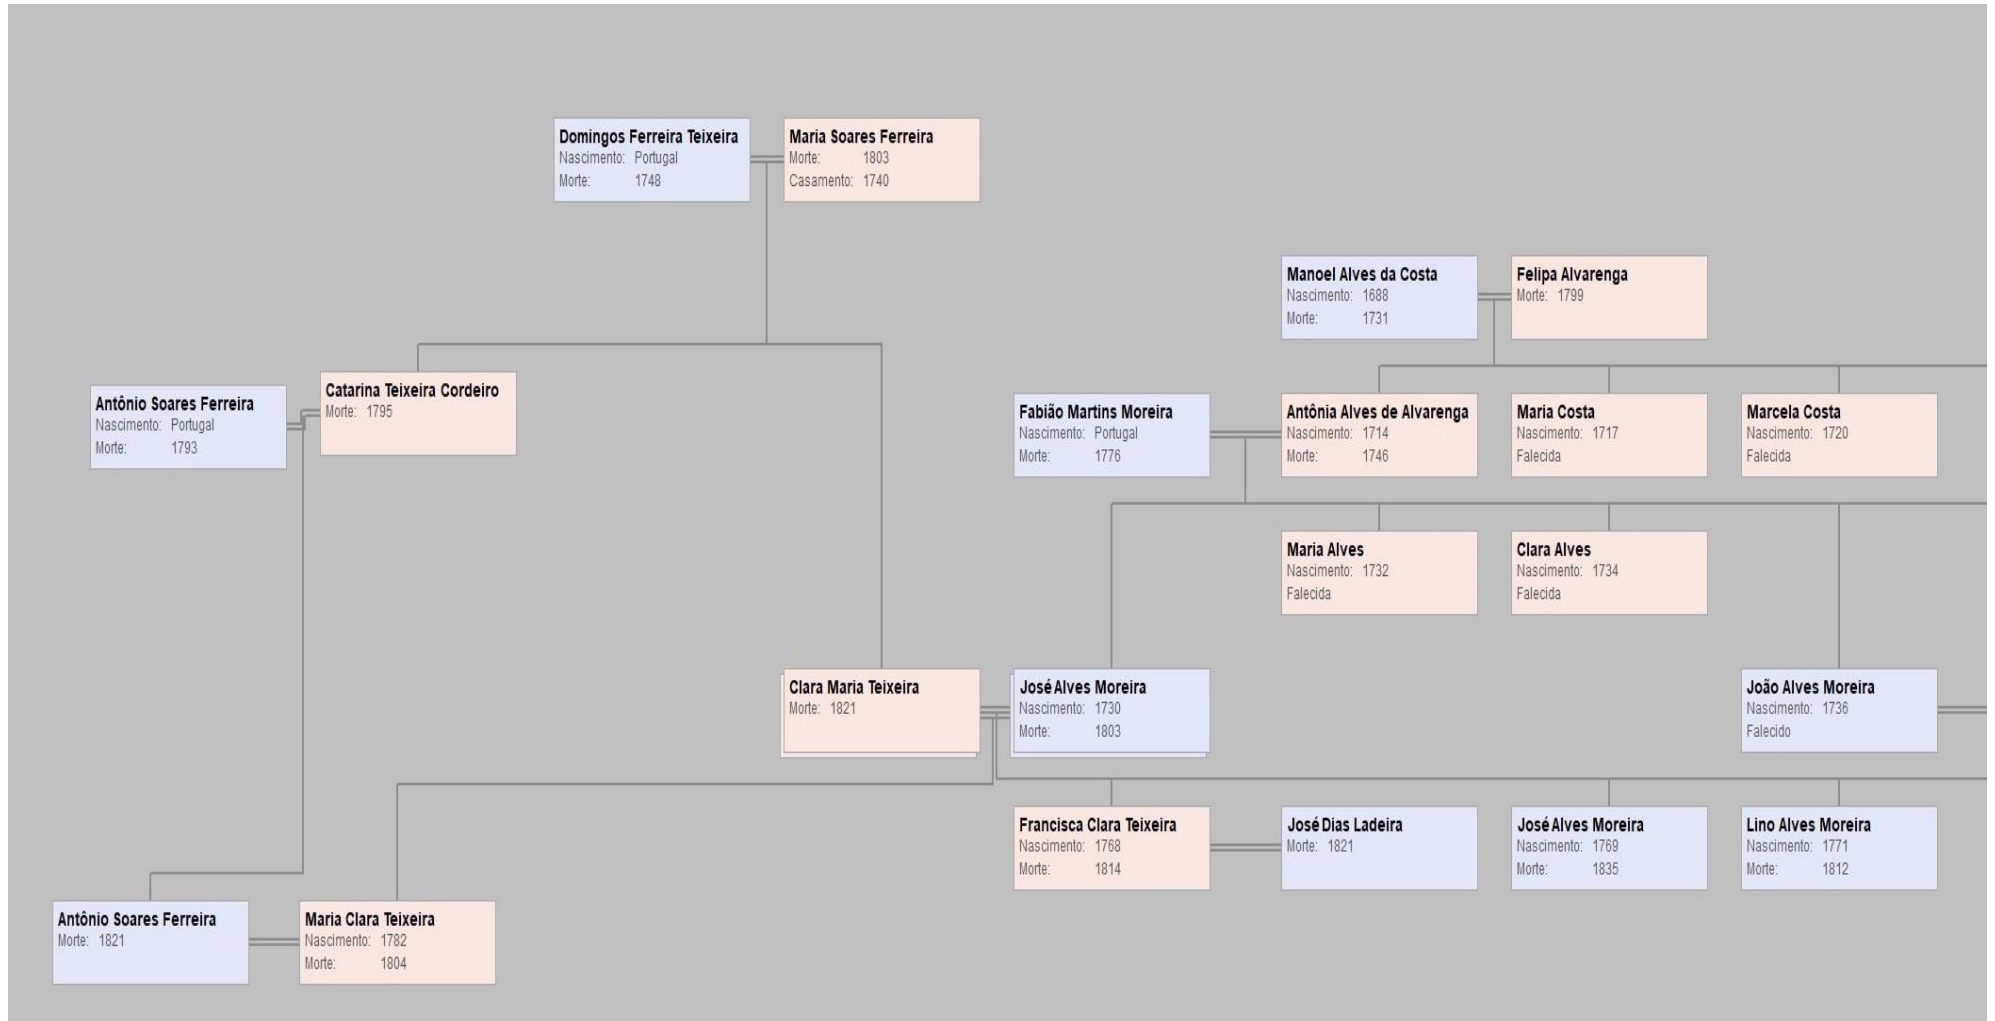 Domingos Ferreira Teixeira
Nascimento: Portugal
Morte: 1748
Maria Soares Ferreira
Morte: 1803
Casamento: 1740
Manoel Alves da Costa
Nascimento: 1688
Morte: 1731
Felipa Alvarenga
Morte: 1799
Antônio Soares Ferreira
Nascimento: Portugal
Morte: 1793
Catarina Teixeira Cordeiro
Morte: 1795
Fabião Martins Moreira
Nascimento: Portugal
Morte: 1776
Antônia Alves de Alvarenga
Nascimento: 1714
Morte: 1746
Maria Costa
Nascimento: 1717
Falecida
Marcela Costa
Nascimento: 1720
Falecida
Maria Alves
Nascimento: 1732
Falecida
Clara Alves
Nascimento: 1734
Falecida
Clara Maria Teixeira
Morte: 1821
José Alves Moreira
Nascimento: 1730
Morte: 1803
João Alves Moreira
Nascimento: 1736
Falecido
Francisca Clara Teixeira
Nascimento: 1768
Morte: 1814
José Dias Ladeira
Morte: 1821
José Alves Moreira
Nascimento: 1769
Morte: 1835
Lino Alves Moreira
Nascimento: 1771
Morte: 1812
Antônio Soares Ferreira
Morte: 1821
Maria Clara Teixeira
Nascimento: 1782
Morte: 1804